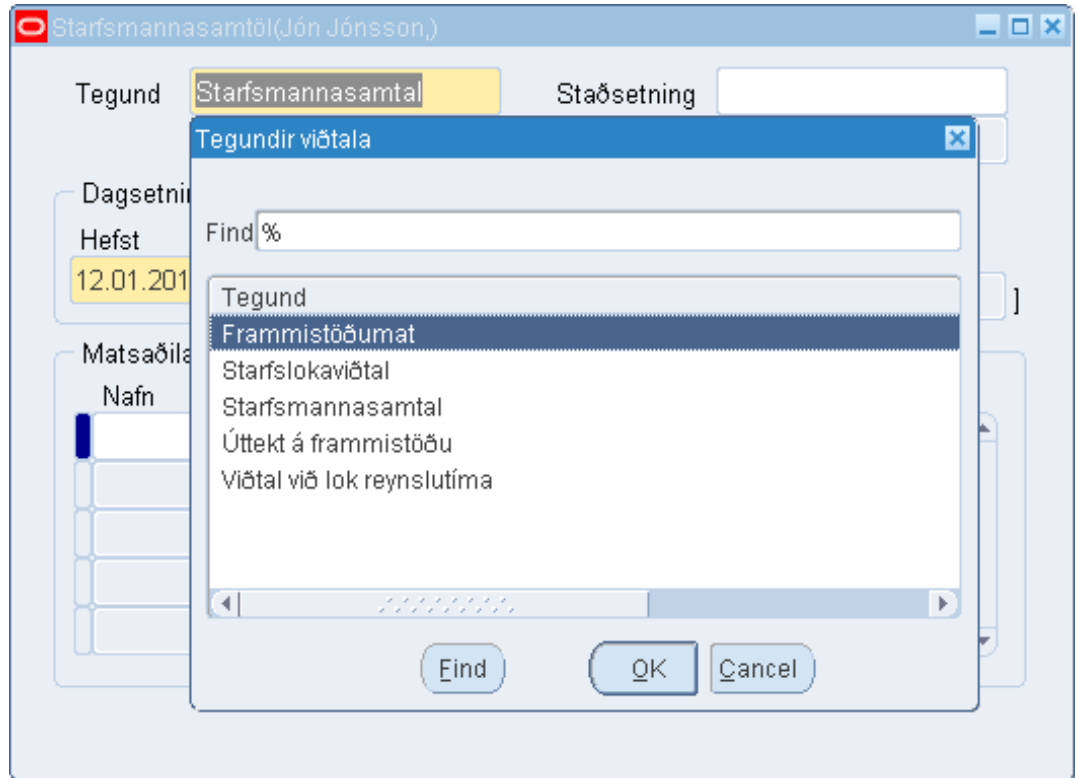 Starfsmannasamtöl(Jón Jónsson,)
Tegund Starfsmannasamtal Staðsetning
Tegundir viðtala
Dagsetni
Find %
Hefst
12.01.201
Tegund
]
Frammistöðumat
Matsaðila
Starfslokaviðtal
Nafn
Starfsmannasamtal
Úttekt á frammistöðu
Viðtal við lok reynslutíma
Find OK Cancel